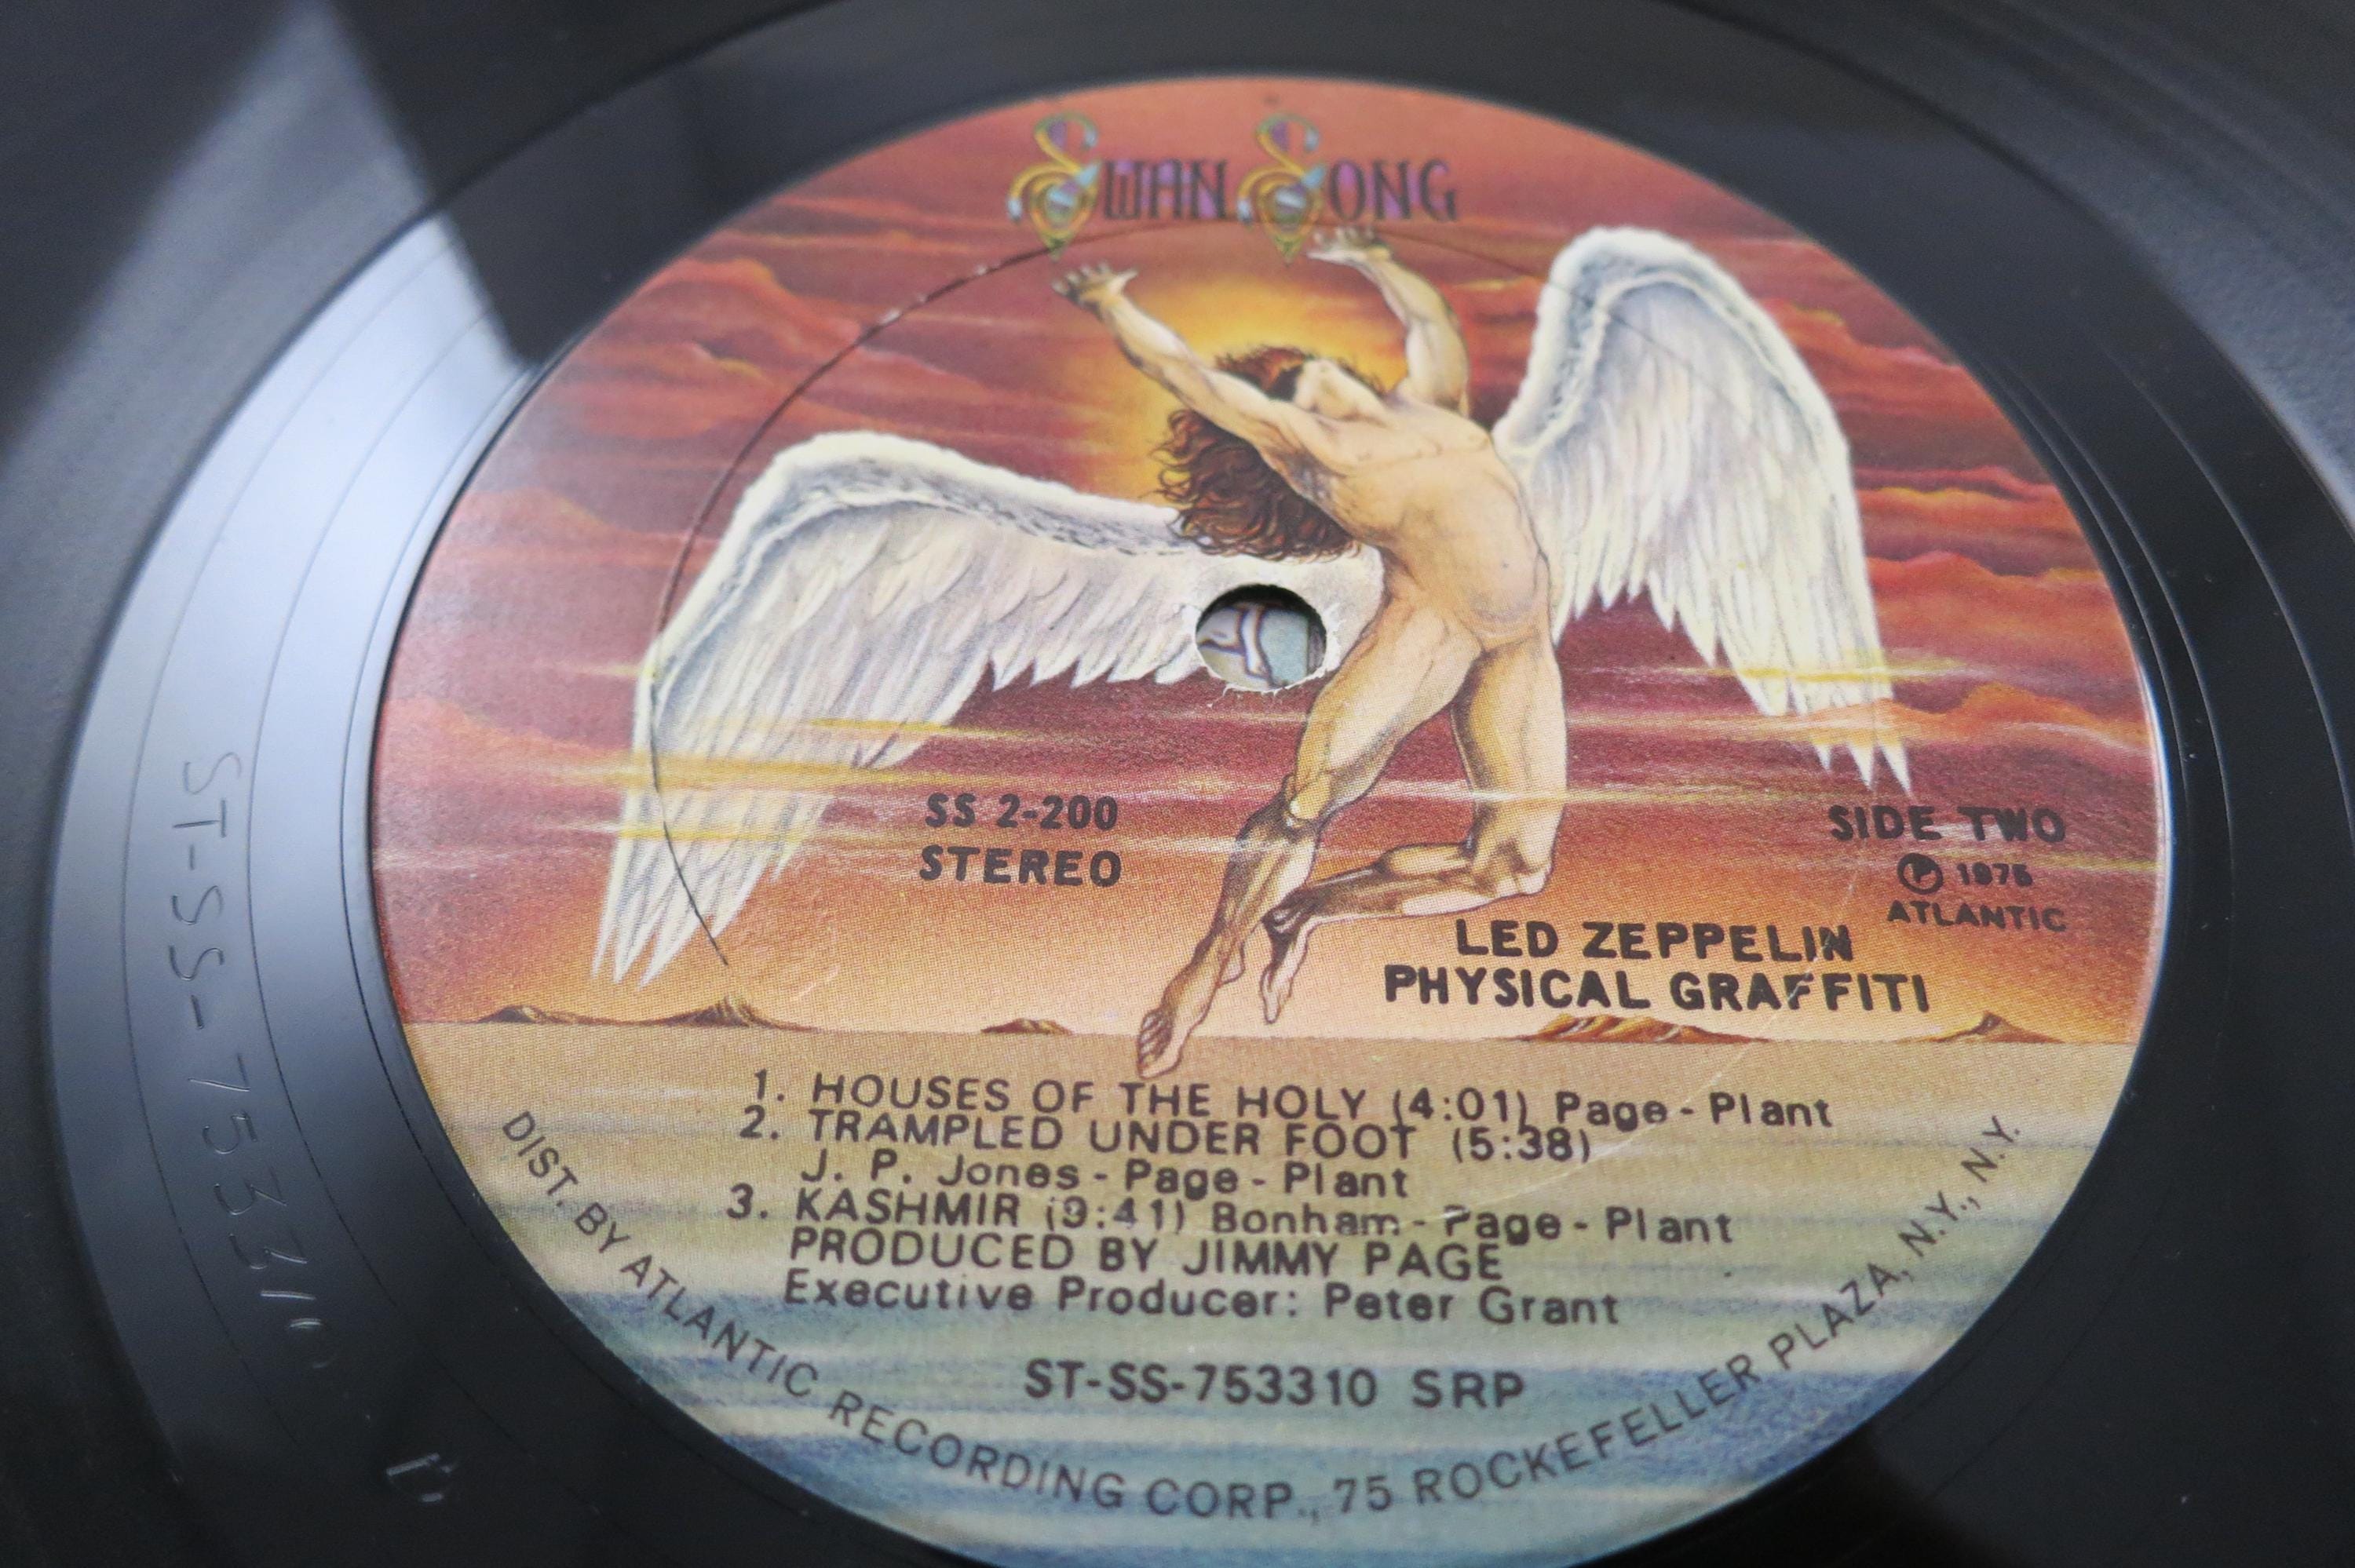 SWAN SONG
SS 2-200
STEREO
SIDE TWO
Ⓟ 1975
ATLANTIC
LED ZEPPELIN
PHYSICAL GRAFFITI
1. HOUSES OF THE HOLY (4:01) Page - Plant
2. TRAMPLED UNDER FOOT (5:38)
J. P. Jones - Page - Plant
3. KASHMIR (9:41) Bonham - Page - Plant
PRODUCED BY JIMMY PAGE
Executive Producer: Peter Grant
ST-SS-753310 SRP
DIST. BY ATLANTIC RECORDING CORP., 75 ROCKEFELLER PLAZA, N.Y., N.Y.
ST-SS-753310